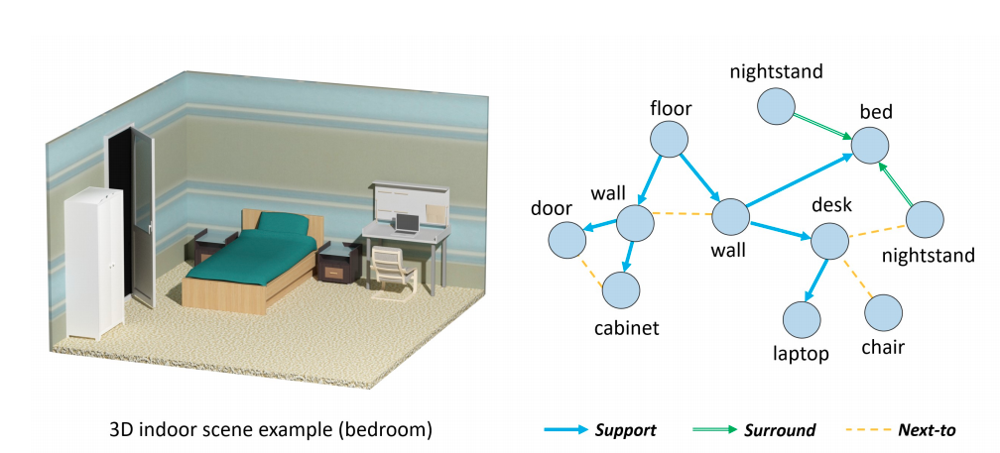 nightstand
floor
bed
wall
door
desk
wall
nightstand
cabinet
laptop
chair
3D indoor scene example (bedroom)
Support
Surround
Next-to